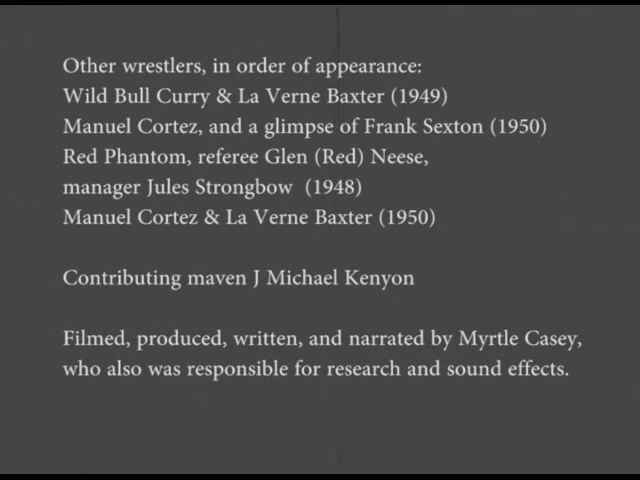 Other wrestlers, in order of appearance:
Wild Bull Curry & La Verne Baxter (1949)
Manuel Cortez, and a glimpse of Frank Sexton (1950)
Red Phantom, referee Glen (Red) Neese,
manager Jules Strongbow (1948)
Manuel Cortez & La Verne Baxter (1950)
Contributing maven J Michael Kenyon
Filmed, produced, written, and narrated by Myrtle Casey,
who also was responsible for research and sound effects.